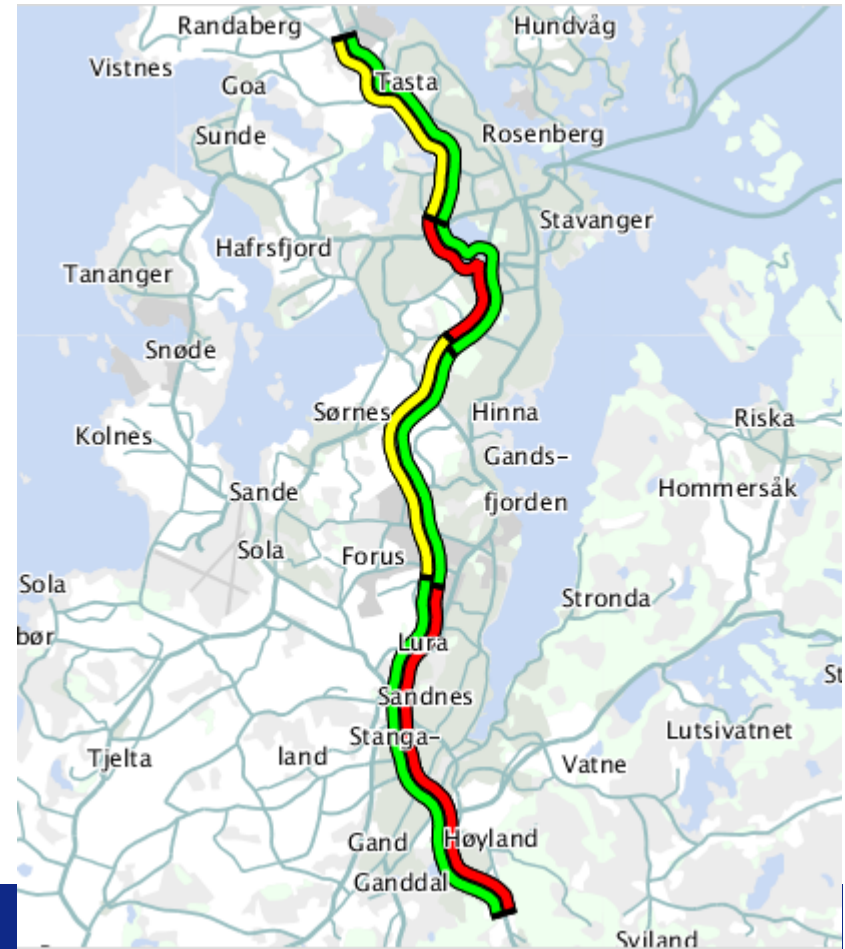 Randaberg
Hundvåg
Vistnes
Goa
Tasta
Sunde
Rosenberg
Stavanger
Hafrsfjord
Tananger
Snøde
Sørnes
Hinna
Riska
Kolnes
Gands-
fjorden
Sande
Hommersåk
Sola
Forus
Sola
Stronda
bør
Lura
St
Sandnes
Stanga-
land
Lutsivatnet
Tjelta
Vatne
Gand
Høyland
Ganddal
Sviland